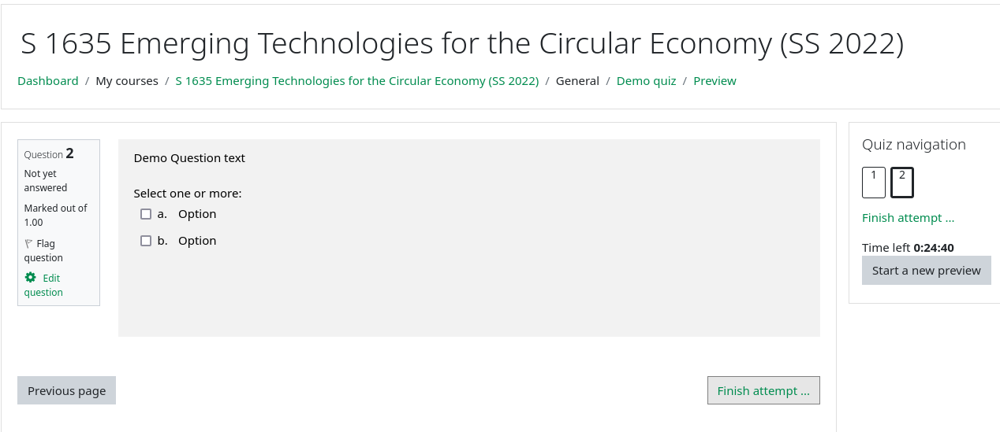 S 1635 Emerging Technologies for the Circular Economy (SS 2022)
Dashboard / My courses / S 1635 Emerging Technologies for the Circular Economy (SS 2022) / General / Demo quiz / Preview
Question 2
Not yet
answered
Marked out of
1.00
Flag
question
Edit
question
Demo Question text
Select one or more:
a. Option
b. Option
Previous page
Finish attempt ...
Quiz navigation
1 2
Finish attempt ...
Time left 0:24:40
Start a new preview